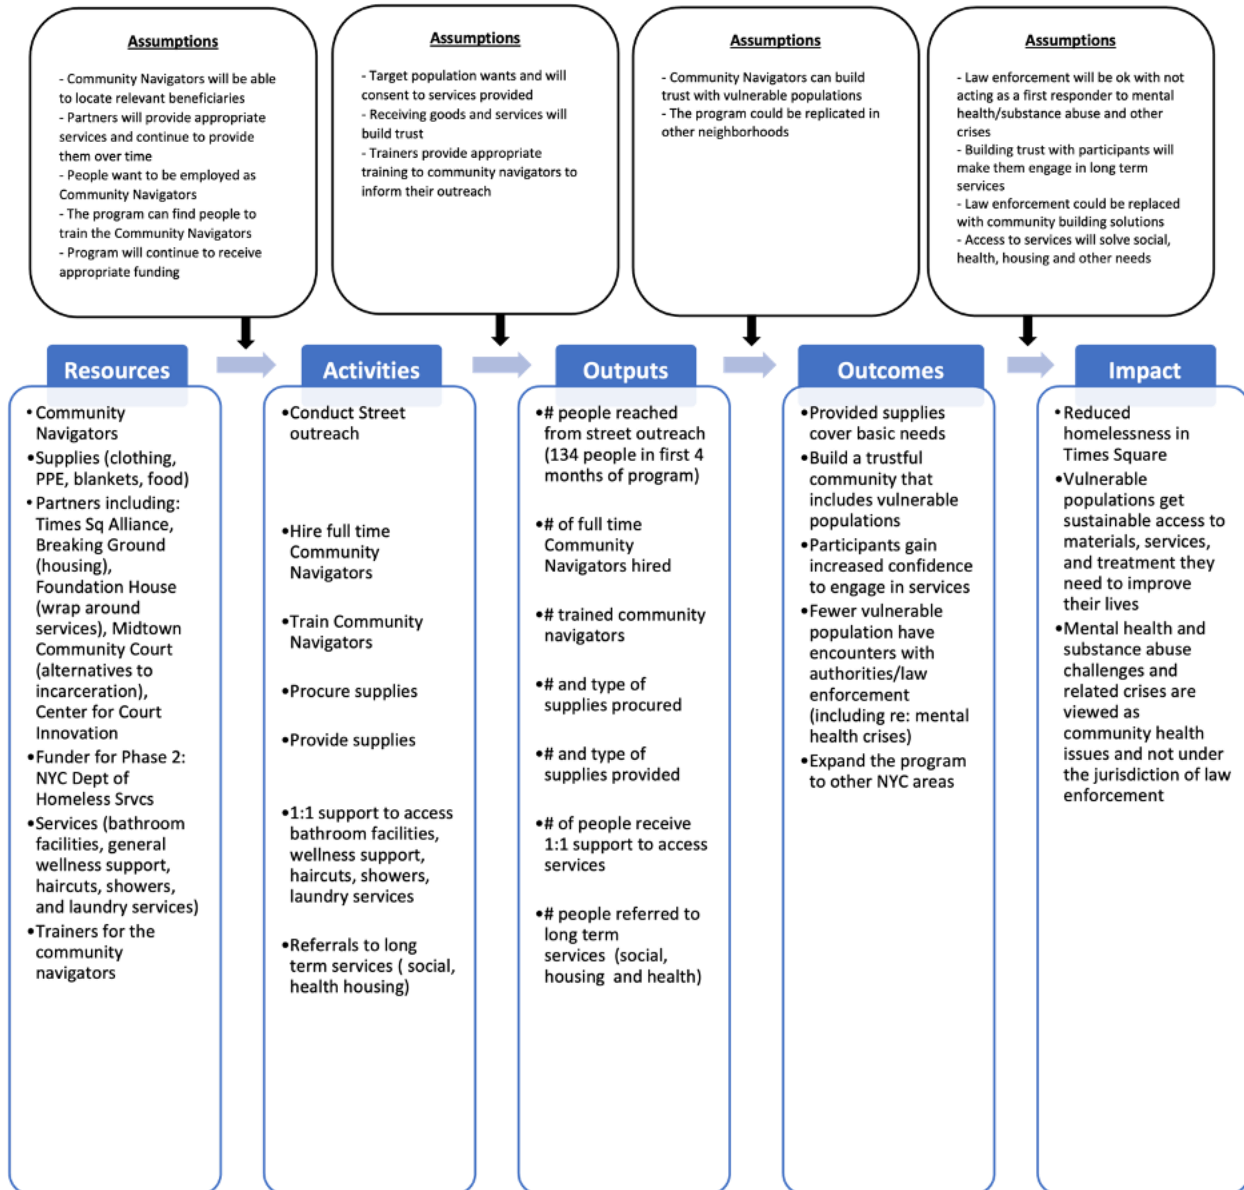 Assumptions
- Community Navigators will be able
to locate relevant beneficiaries
- Partners will provide appropriate
services and continue to provide
them over time
- People want to be employed as
Community Navigators
- The program can find people to
train the Community Navigators
- Program will continue to receive
appropriate funding
Assumptions
- Target population wants and will
consent to services provided
- Receiving goods and services will
build trust
- Trainers provide appropriate
training to community navigators to
inform their outreach
Assumptions
- Community Navigators can build
trust with vulnerable populations
- The program could be replicated in
other neighborhoods
Assumptions
- Law enforcement will be ok with not
acting as a first responder to mental
health/substance abuse and other
crises
- Building trust with participants will
make them engage in long term
services
- Law enforcement could be replaced
with community building solutions
- Access to services will solve social,
health, housing and other needs
Resources
• Community
Navigators
•Supplies (clothing,
PPE, blankets, food)
• Partners including:
Times Sq Alliance,
Breaking Ground
(housing),
Foundation House
(wrap around
services), Midtown
Community Court
(alternatives to
incarceration),
Center for Court
Innovation
•Funder for Phase 2:
NYC Dept of
Homeless Srvcs
•Services (bathroom
facilities, general
wellness support,
haircuts, showers,
and laundry services)
•Trainers for the
community
navigators
Activities
•Conduct Street
outreach
•Hire full time
Community
Navigators
•Train Community
Navigators
•Procure supplies
•Provide supplies
•1:1 support to access
bathroom facilities,
wellness support,
haircuts, showers,
laundry services
•Referrals to long
term services ( social,
health housing)
Outputs
•# people reached
from street outreach
(134 people in first 4
months of program)
•# of full time
Community
Navigators hired
•# trained community
navigators
•# and type of
supplies procured
•# and type of
supplies provided
•# of people receive
1:1 support to access
services
•# people referred to
long term
services (social,
housing and health)
Outcomes
•Provided supplies
cover basic needs
•Build a trustful
community that
includes vulnerable
populations
•Participants gain
increased confidence
to engage in services
•Fewer vulnerable
population have
encounters with
authorities/law
enforcement
(including re: mental
health crises)
•Expand the program
to other NYC areas
Impact
• Reduced
homelessness in
Times Square
•Vulnerable
populations get
sustainable access to
materials, services,
and treatment they
need to improve
their lives
•Mental health and
substance abuse
challenges and
related crises are
viewed as
community health
issues and not under
the jurisdiction of law
enforcement